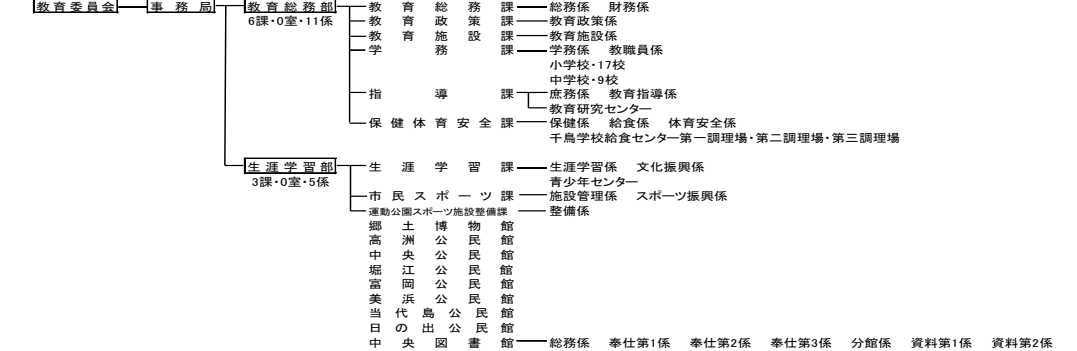 教育委員会 事務局 教育総務部 教育総務課 総務係 財務係
6課・0室・11係 教育政策課 教育政策係
教育施設課 教育施設係
学務課 学務係 教職員係
小学校・17校
中学校・9校
指導課 庶務係 教育指導係
教育研究センター
保健体育安全課 保健係 給食係 体育安全係
千鳥学校給食センター第一調理場・第二調理場・第三調理場
生涯学習部 生涯学習課 生涯学習係 文化振興係
3課・0室・5係 青少年センター
市民スポーツ課 施設管理係 スポーツ振興係
運動公園スポーツ施設整備課 整備係
郷土博物館
高洲公民館
中央公民館
堀江公民館
富岡公民館
美浜公民館
当代島公民館
日の出公民館
中央図書館 総務係 奉仕第1係 奉仕第2係 奉仕第3係 分館係 資料第1係 資料第2係